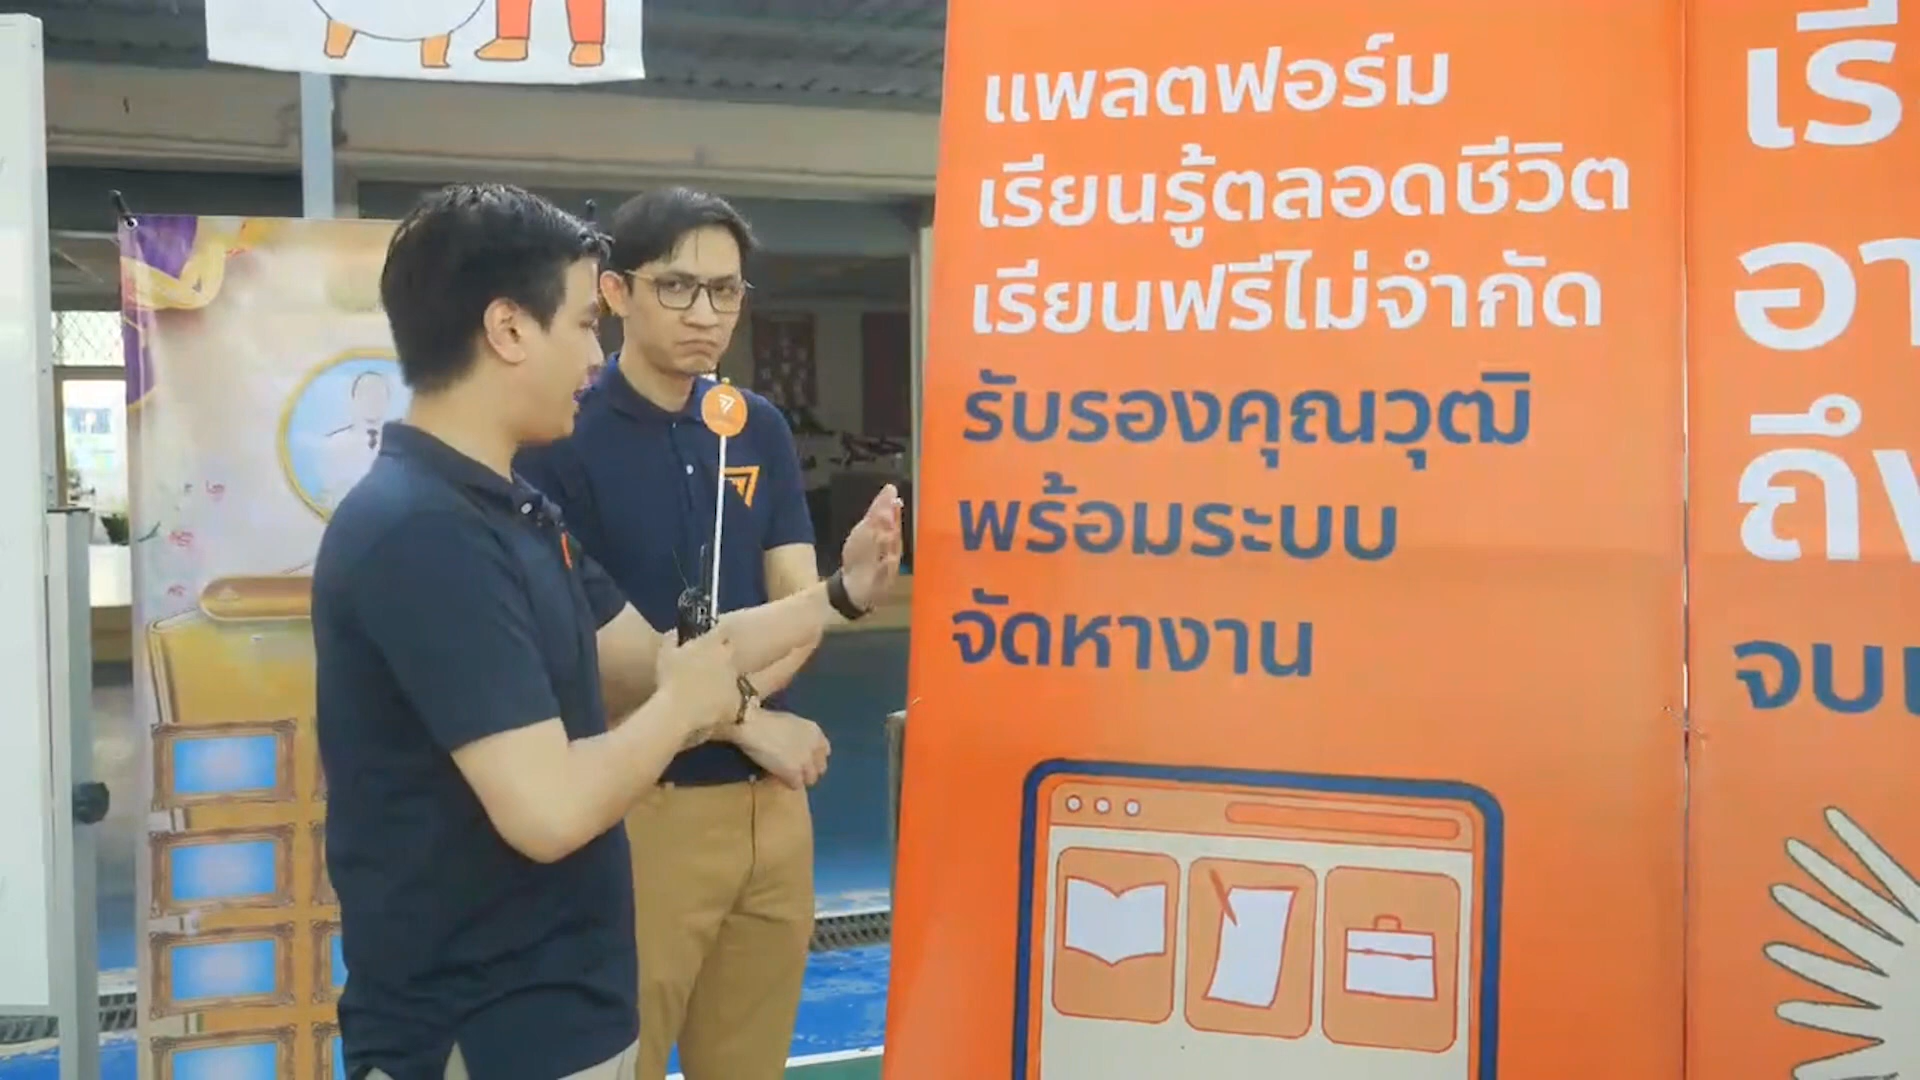 แพลตฟอร์ม
เรียนรู้ตลอดชีวิต
เรียนฟรีไม่จำกัด
รับรองคุณวุฒิ
พร้อมระบบ
จัดหางาน